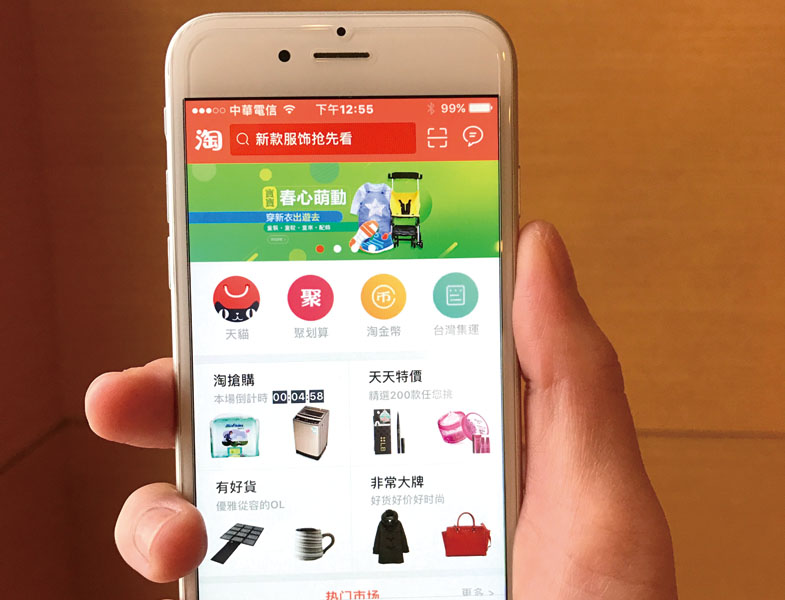 中華電信 下午12:55 99%
淘 新款服饰抢先看
寶寶 春心萌動
穿新衣出遊去
童裝、童鞋、童車、配飾
more
天貓 聚划算 淘金幣 台灣集運
聚 币
淘搶購 天天特價
本場倒計時 00:04:58 精選200款任您挑
有好貨 非常大牌
優雅從容的OL 好货好价好时尚
热门市场 更多 >